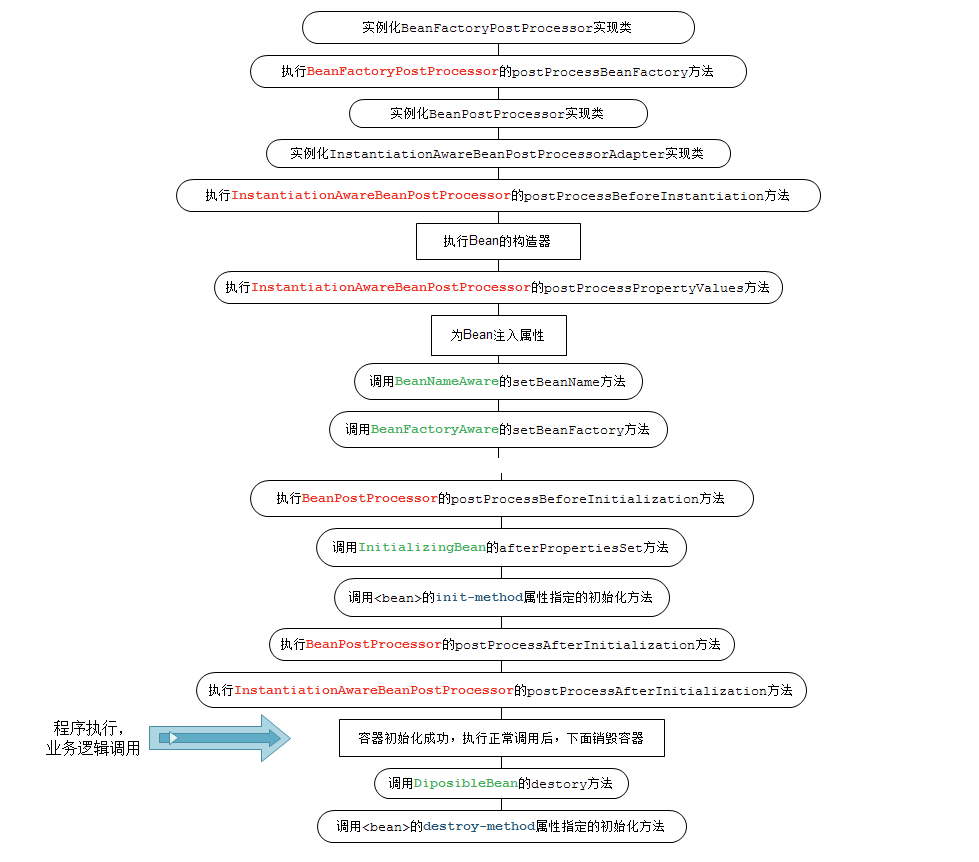 实例化BeanFactoryPostProcessor实现类
执行BeanFactoryPostProcessor的postProcessBeanFactory方法
实例化BeanPostProcessor实现类
实例化InstantiationAwareBeanPostProcessorAdapter实现类
执行InstantiationAwareBeanPostProcessor的postProcessBeforeInstantiation方法
执行Bean的构造器
执行InstantiationAwareBeanPostProcessor的postProcessPropertyValues方法
为Bean注入属性
调用BeanNameAware的setBeanName方法
调用BeanFactoryAware的setBeanFactory方法
执行BeanPostProcessor的postProcessBeforeInitialization方法
调用InitializingBean的afterPropertiesSet方法
调用<bean>的init-method属性指定的初始化方法
执行BeanPostProcessor的postProcessAfterInitialization方法
执行InstantiationAwareBeanPostProcessor的postProcessAfterInitialization方法
程序执行，
业务逻辑调用
容器初始化成功，执行正常调用后，下面销毁容器
调用DiposibleBean的destory方法
调用<bean>的destroy-method属性指定的初始化方法